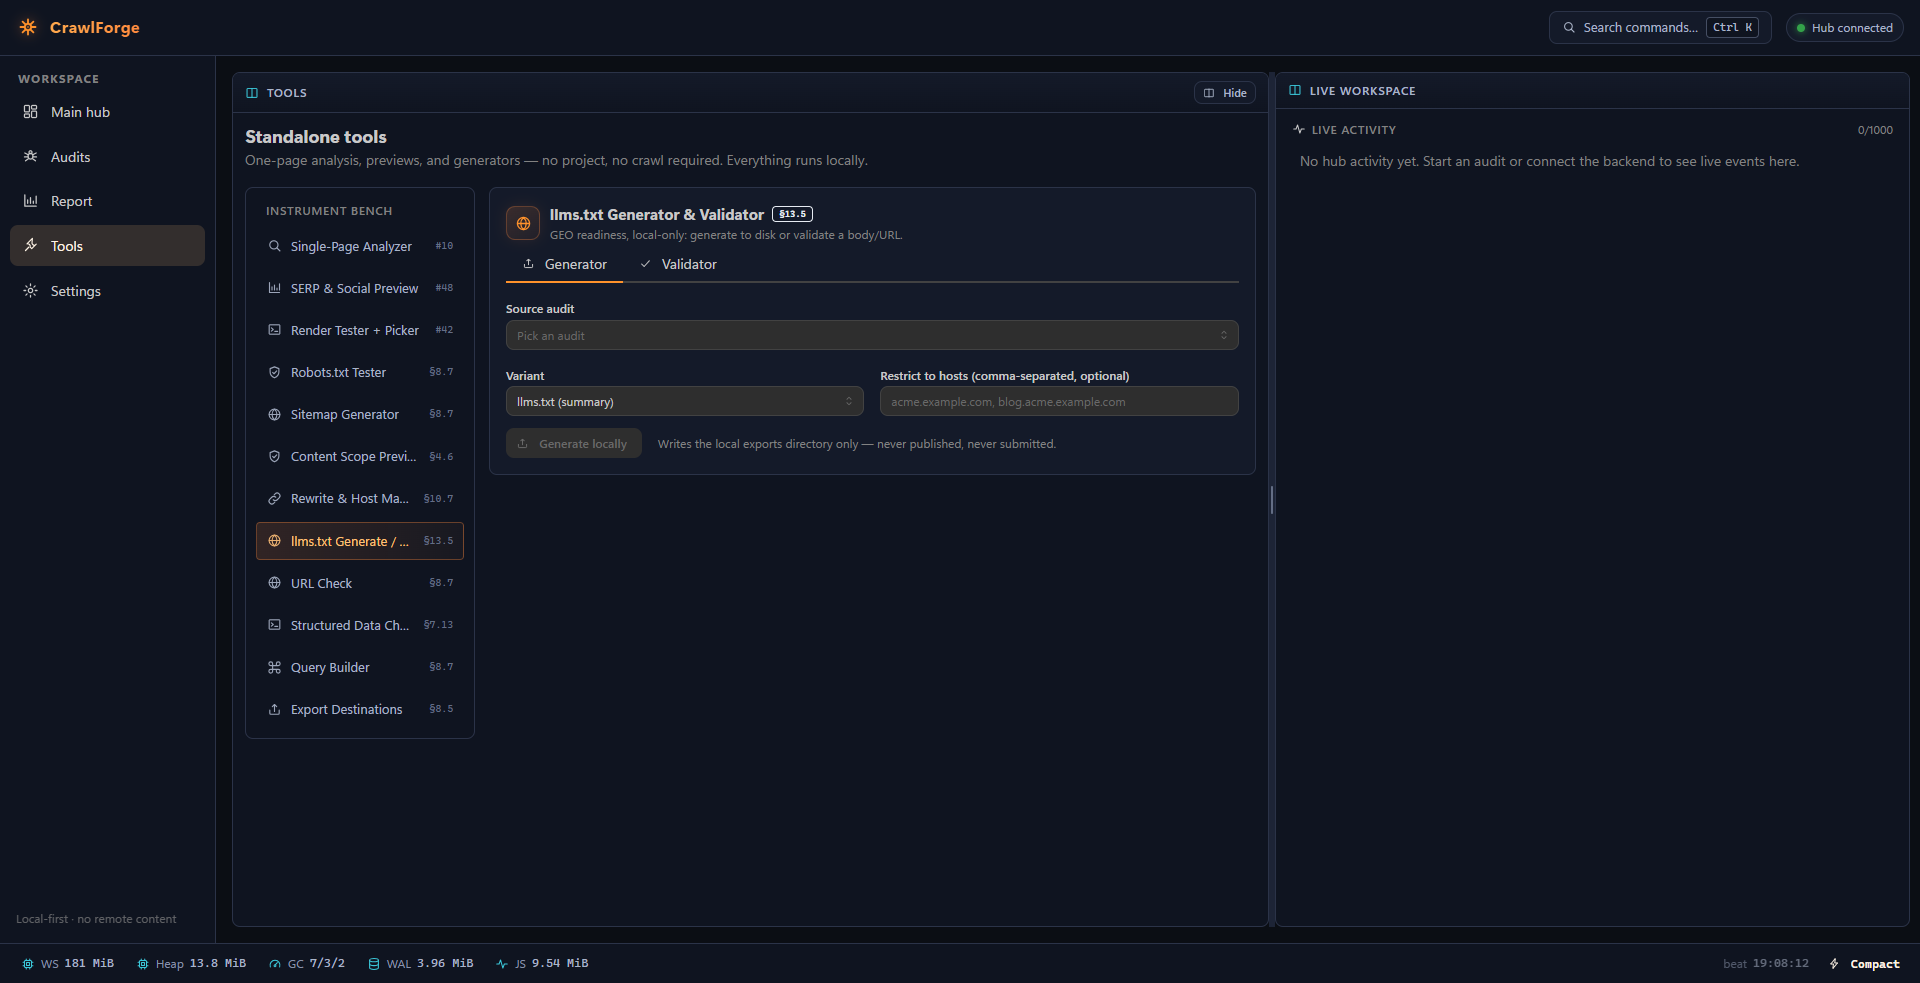 CrawlForge
Search commands... Ctrl K
Hub connected
WORKSPACE
Main hub
Audits
Report
Tools
Settings
Local-first · no remote content
TOOLS
Hide
Standalone tools
One-page analysis, previews, and generators — no project, no crawl required. Everything runs locally.
INSTRUMENT BENCH
Single-Page Analyzer #10
SERP & Social Preview #48
Render Tester + Picker #42
Robots.txt Tester §8.7
Sitemap Generator §8.7
Content Scope Previ... §4.6
Rewrite & Host Ma... §10.7
llms.txt Generate / ... §13.5
URL Check §8.7
Structured Data Ch... §7.13
Query Builder §8.7
Export Destinations §8.5
llms.txt Generator & Validator §13.5
GEO readiness, local-only: generate to disk or validate a body/URL.
Generator
Validator
Source audit
Pick an audit
Variant
llms.txt (summary)
Restrict to hosts (comma-separated, optional)
acme.example.com, blog.acme.example.com
Generate locally
Writes the local exports directory only — never published, never submitted.
LIVE WORKSPACE
LIVE ACTIVITY 0/1000
No hub activity yet. Start an audit or connect the backend to see live events here.
WS 181 MiB
Heap 13.8 MiB
GC 7/3/2
WAL 3.96 MiB
JS 9.54 MiB
beat 19:08:12
Compact